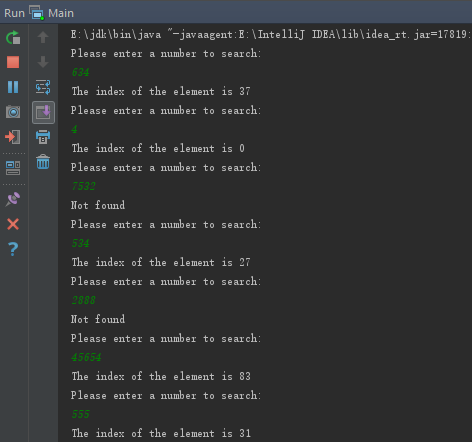 Run Main
E:\jdk\bin\java "-javaagent:E:\IntelliJ IDEA\lib\idea_rt.jar=17819:
Please enter a number to search:
634
The index of the element is 37
Please enter a number to search:
4
The index of the element is 0
Please enter a number to search:
7532
Not found
Please enter a number to search:
534
The index of the element is 27
Please enter a number to search:
2888
Not found
Please enter a number to search:
45654
The index of the element is 83
Please enter a number to search:
555
The index of the element is 31